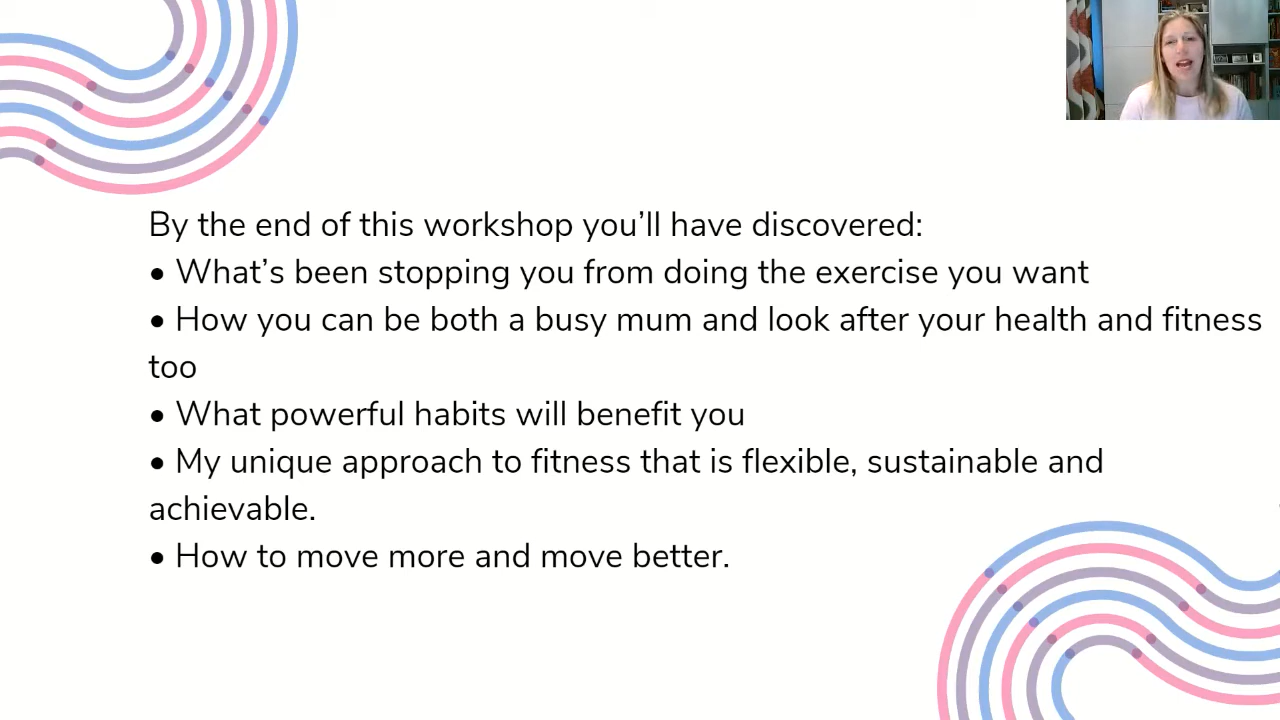 By the end of this workshop you’ll have discovered:
• What’s been stopping you from doing the exercise you want
• How you can be both a busy mum and look after your health and fitness
too
• What powerful habits will benefit you
• My unique approach to fitness that is flexible, sustainable and
achievable.
• How to move more and move better.